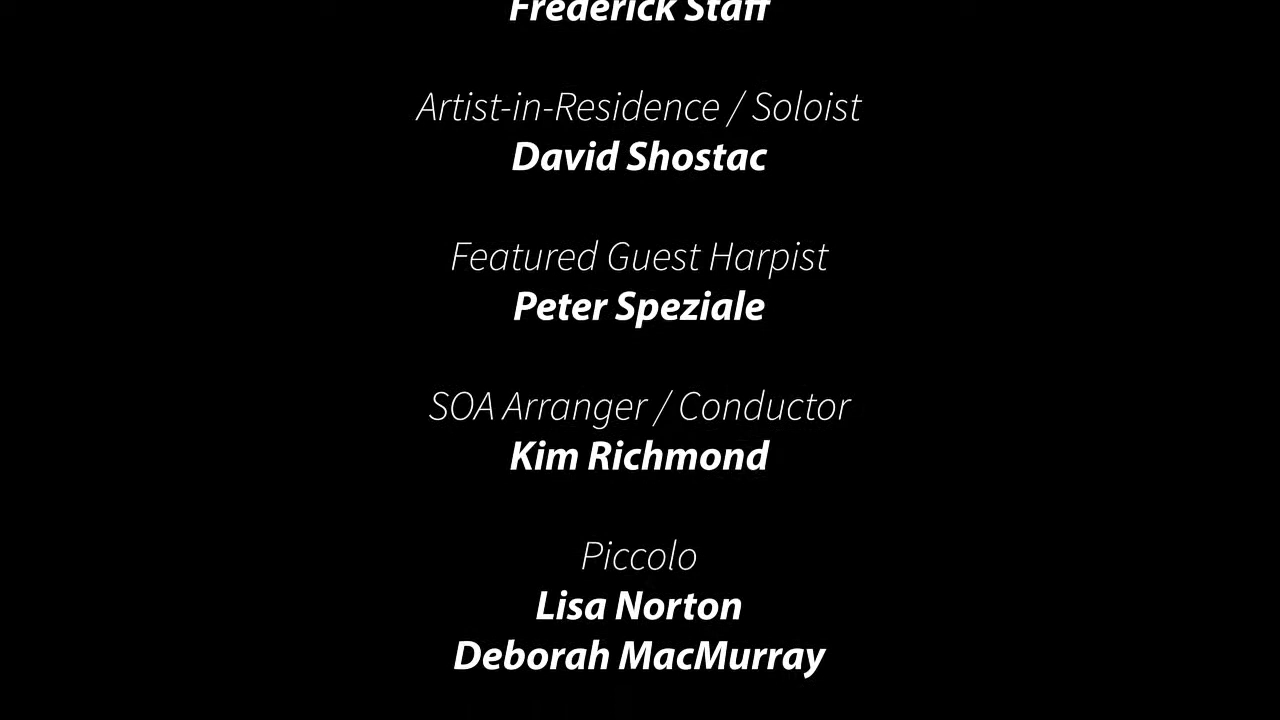 Frederick Staff
Artist-in-Residence / Soloist
David Shostac
Featured Guest Harpist
Peter Speziale
SOA Arranger / Conductor
Kim Richmond
Piccolo
Lisa Norton
Deborah MacMurray